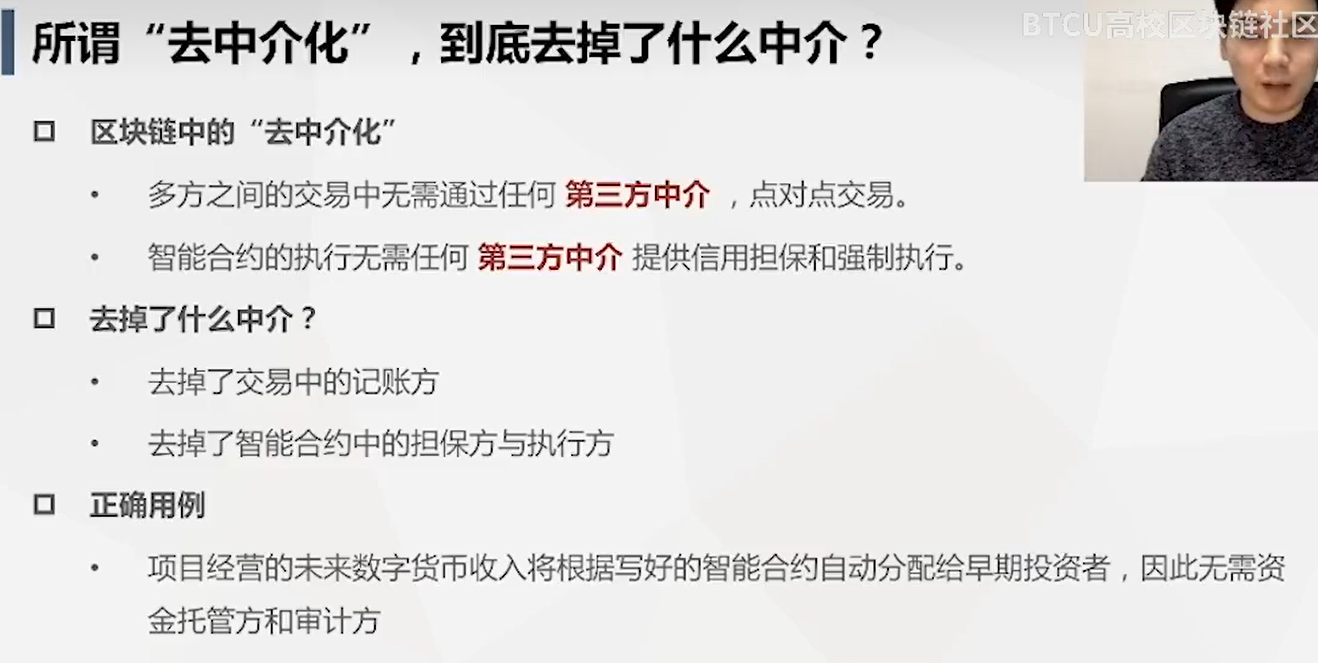 所谓“去中介化”，到底去掉了什么中介？
BTCU高校区块链社区
区块链中的“去中介化”
多方之间的交易中无需通过任何 第三方中介 ，点对点交易。
智能合约的执行无需任何 第三方中介 提供信用担保和强制执行。
去掉了什么中介？
去掉了交易中的记账方
去掉了智能合约中的担保方与执行方
正确用例
项目经营的未来数字货币收入将根据写好的智能合约自动分配给早期投资者，因此无需资
金托管方和审计方